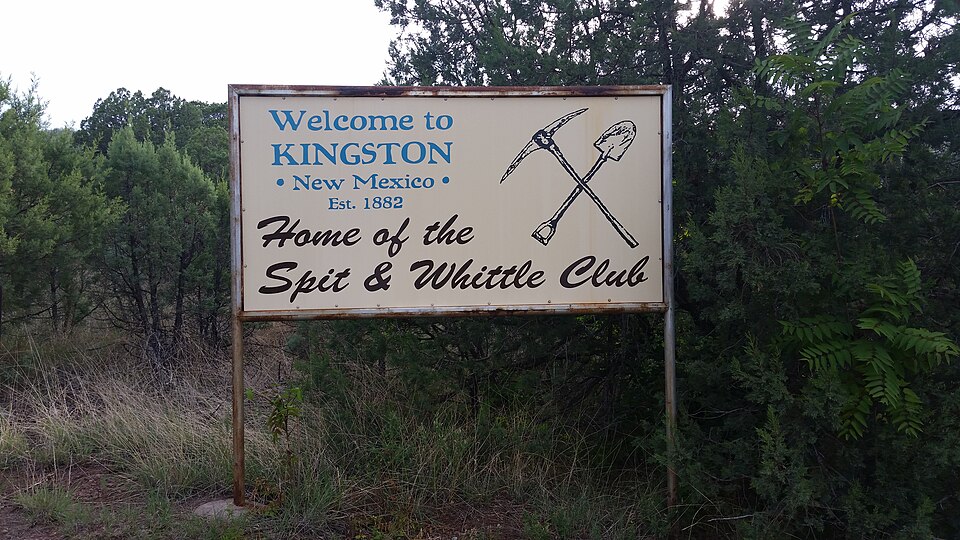 Welcome to
KINGSTON
• New Mexico •
Est. 1882
Home of the
Spit & Whittle Club